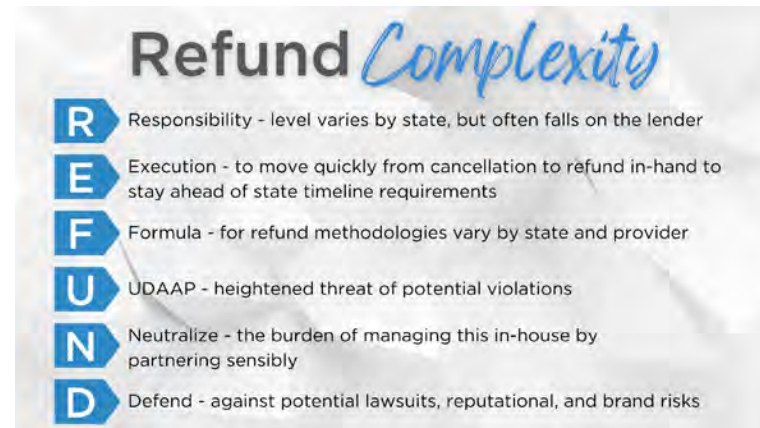 Refund Complexity
R Responsibility - level varies by state, but often falls on the lender
E Execution - to move quickly from cancellation to refund in-hand to
stay ahead of state timeline requirements
F Formula - for refund methodologies vary by state and provider
U UDAAP - heightened threat of potential violations
N Neutralize - the burden of managing this in-house by
partnering sensibly
D Defend - against potential lawsuits, reputational, and brand risks